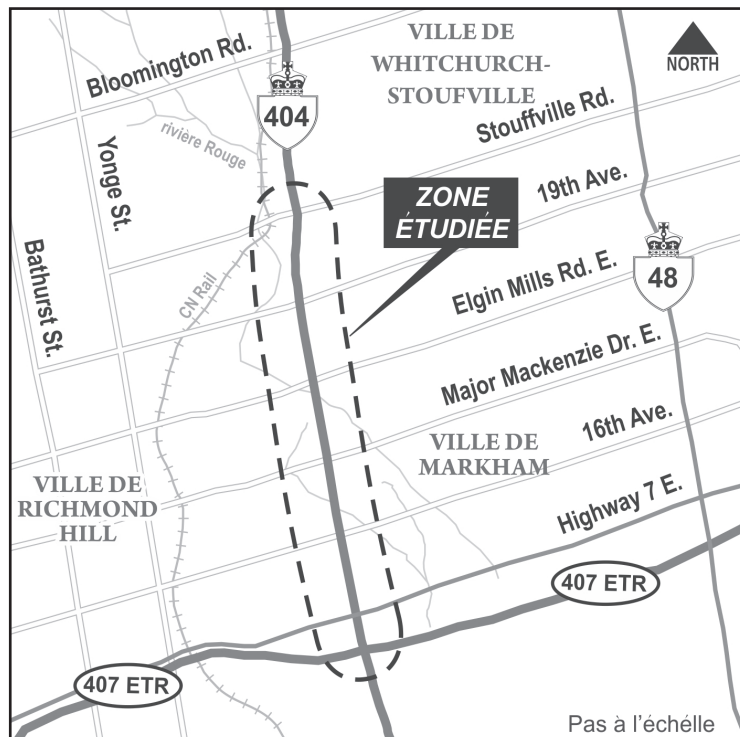 Bloomington Rd.
404
VILLE DE
WHITCHURCH-
STOUFVILLE
NORTH
Stouffville Rd.
rivière Rouge
Yonge St.
ZONE
ÉTUDIÉE
19th Ave.
Bathurst St.
CN Rail
Elgin Mills Rd. E.
48
Major Mackenzie Dr. E.
16th Ave.
VILLE DE
MARKHAM
VILLE DE
RICHMOND
HILL
Highway 7 E.
407 ETR
407 ETR
Pas à l'échelle